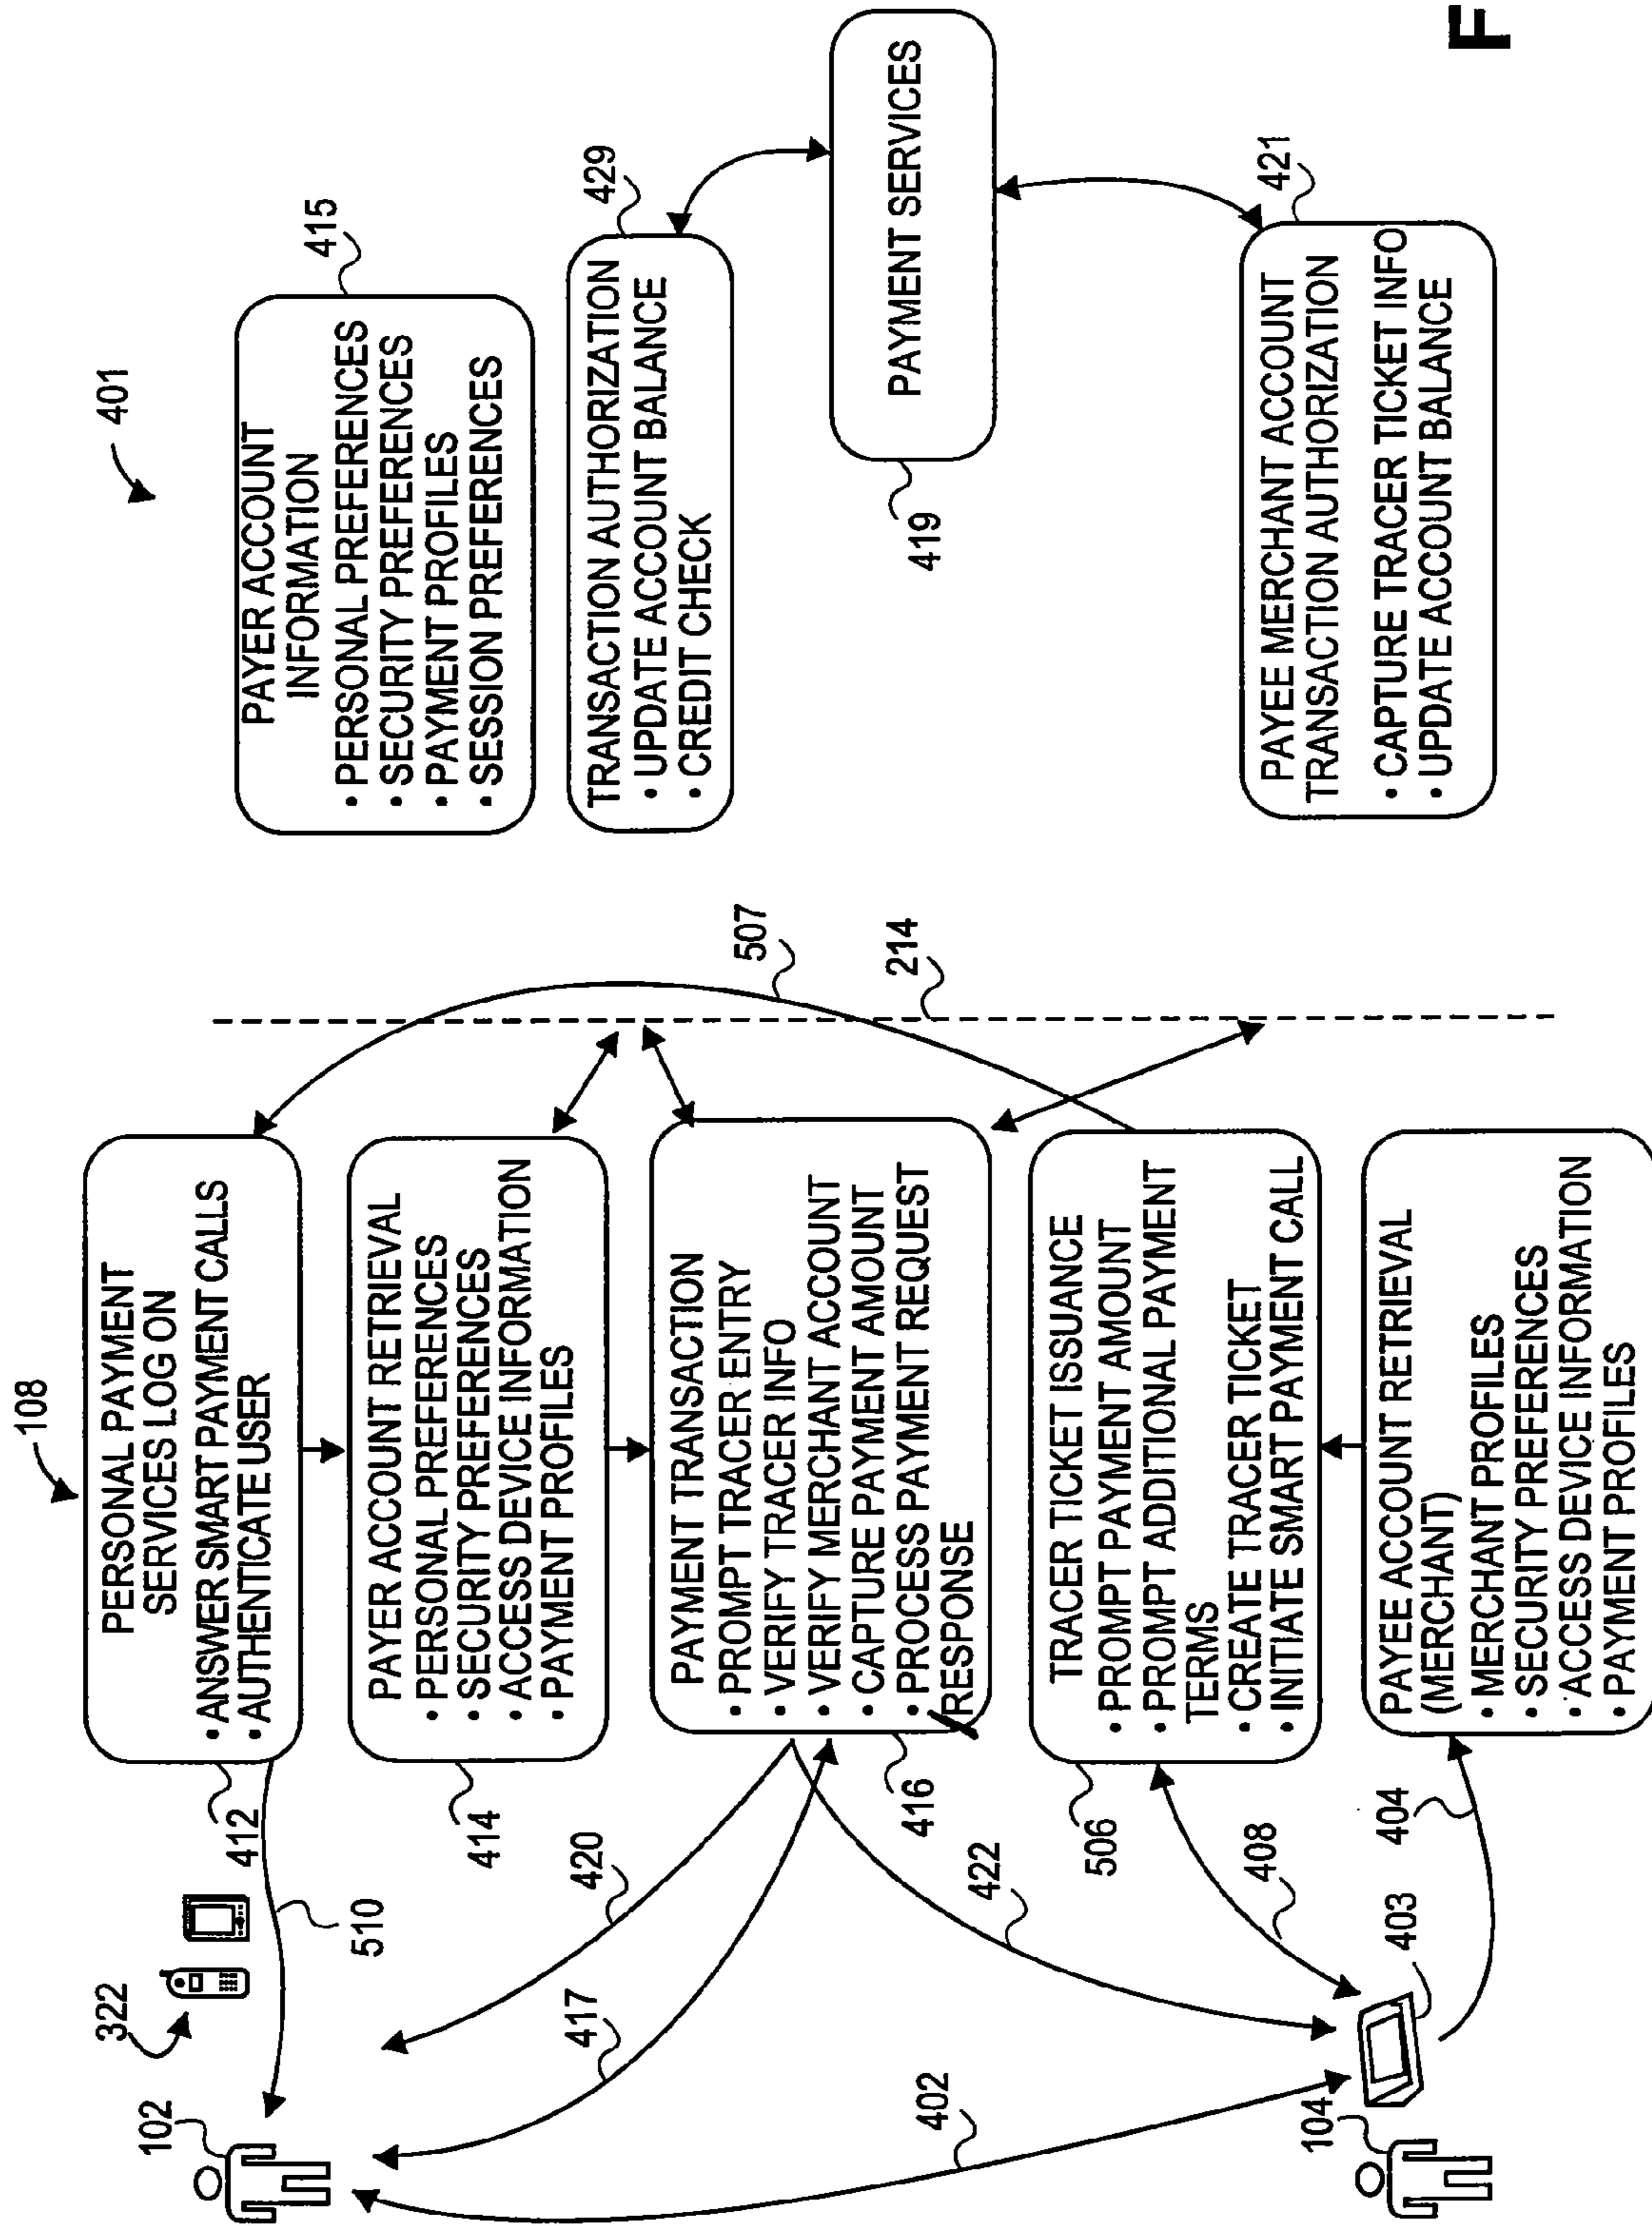 108
401
PERSONAL PAYMENT
SERVICES LOG ON
• ANSWER SMART PAYMENT CALLS
• AUTHENTICATE USER
412
PAYER ACCOUNT RETRIEVAL
• PERSONAL PREFERENCES
• SECURITY PREFERENCES
• ACCESS DEVICE INFORMATION
• PAYMENT PROFILES
414
PAYMENT TRANSACTION
• PROMPT TRACER ENTRY
• VERIFY TRACER INFO
• VERIFY MERCHANT ACCOUNT
• CAPTURE PAYMENT AMOUNT
• PROCESS PAYMENT REQUEST
RESPONSE
416
TRACER TICKET ISSUANCE
• PROMPT PAYMENT AMOUNT
• PROMPT ADDITIONAL PAYMENT
TERMS
• CREATE TRACER TICKET
• INITIATE SMART PAYMENT CALL
506
PAYEE ACCOUNT RETRIEVAL
(MERCHANT)
• MERCHANT PROFILES
• SECURITY PREFERENCES
• ACCESS DEVICE INFORMATION
• PAYMENT PROFILES
322
102
510
420
417
422
402
408
404
403
104
507
214
PAYER ACCOUNT
INFORMATION
• PERSONAL PREFERENCES
• SECURITY PREFERENCES
• PAYMENT PROFILES
• SESSION PREFERENCES
415
TRANSACTION AUTHORIZATION
• UPDATE ACCOUNT BALANCE
• CREDIT CHECK
429
PAYMENT SERVICES
419
PAYEE MERCHANT ACCOUNT
TRANSACTION AUTHORIZATION
• CAPTURE TRACER TICKET INFO
• UPDATE ACCOUNT BALANCE
421
F